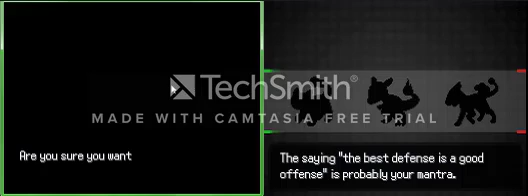 TechSmith®
MADE WITH CAMTASIA FREE TRIAL
Are you sure you want
The saying "the best defense is a good
offense" is probably your mantra.